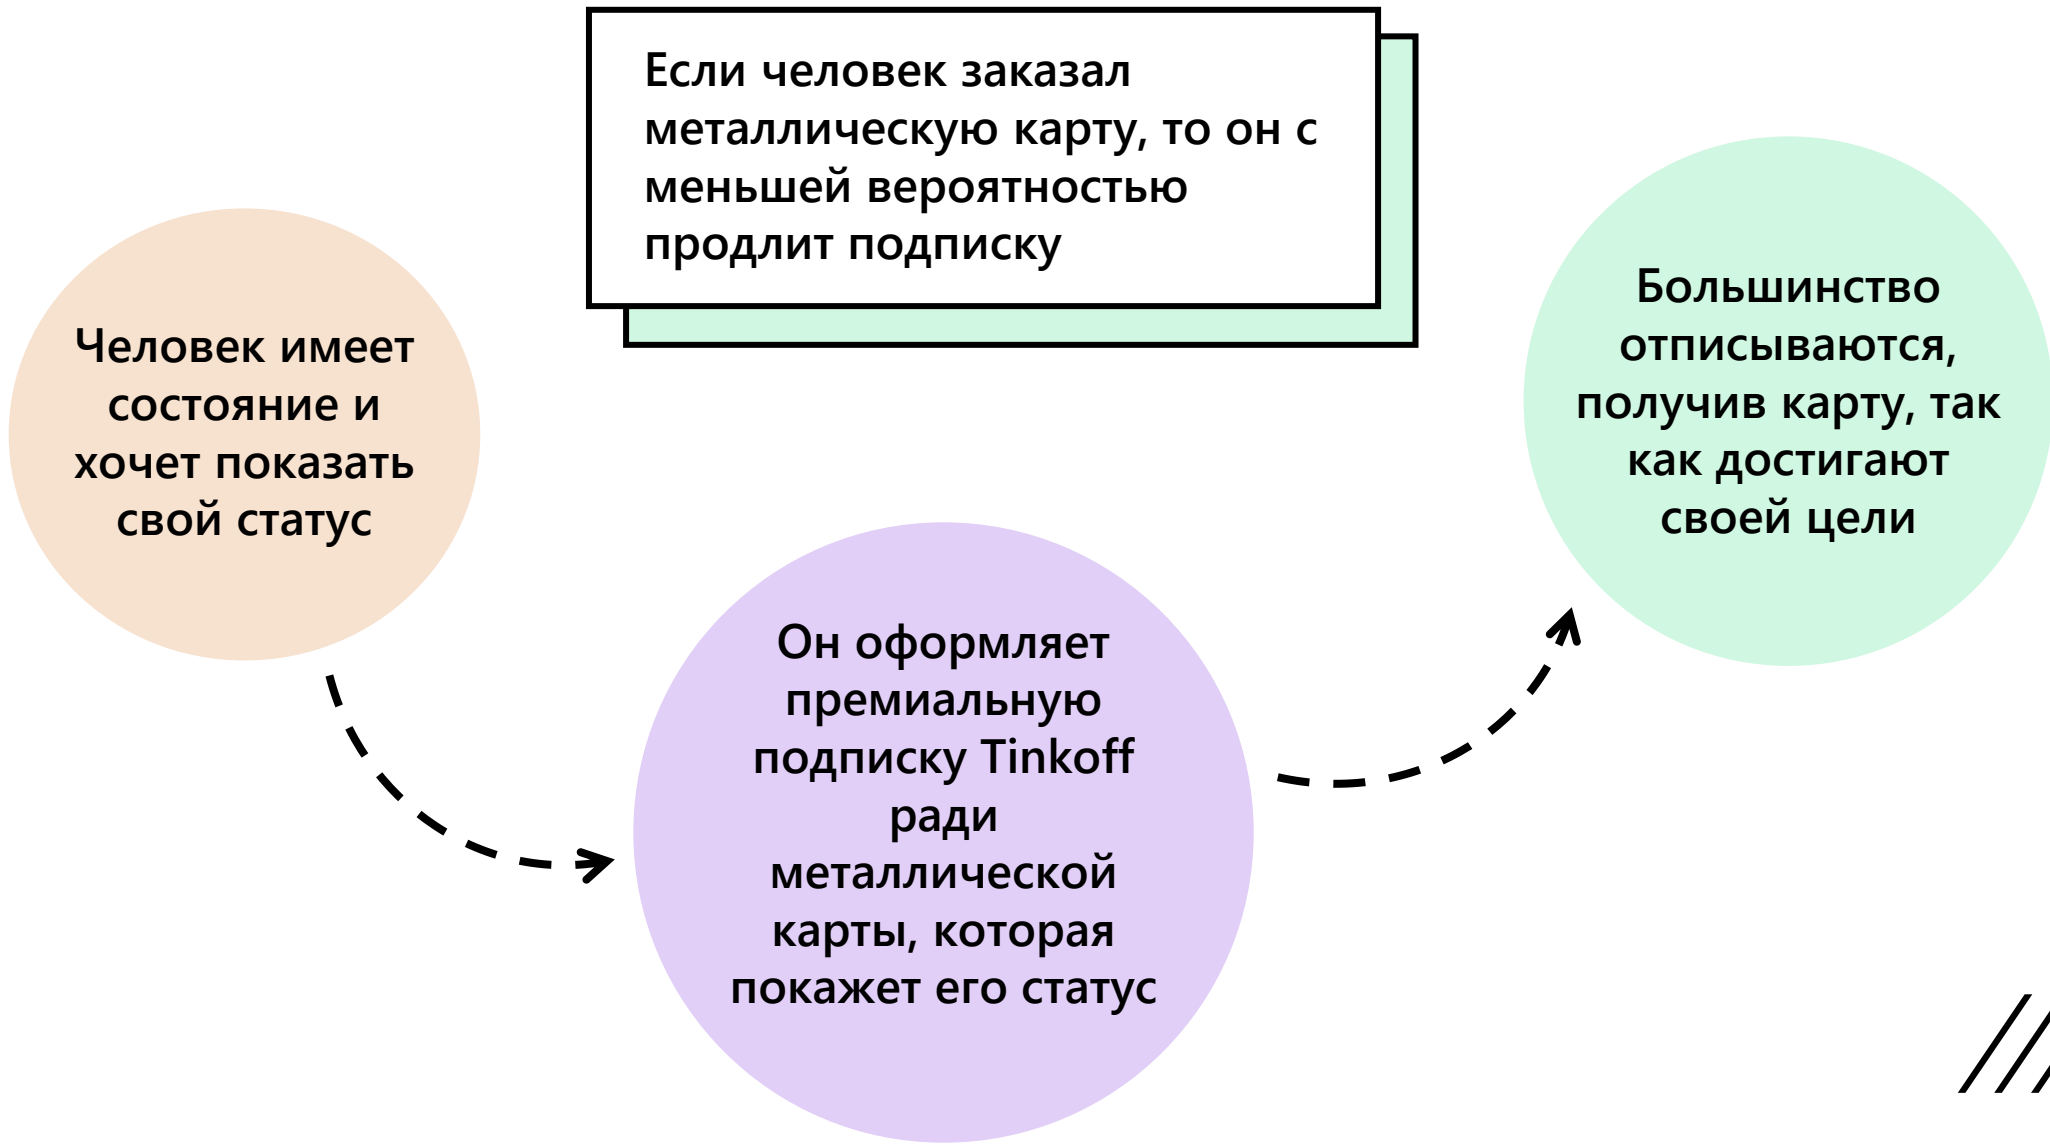 Если человек заказал
металлическую карту, то он с
меньшей вероятностью
продлит подписку
Человек имеет
состояние и
хочет показать
свой статус
Он оформляет
премиальную
подписку Tinkoff
ради
металлической
карты, которая
покажет его статус
Большинство
отписываются,
получив карту, так
как достигают
своей цели